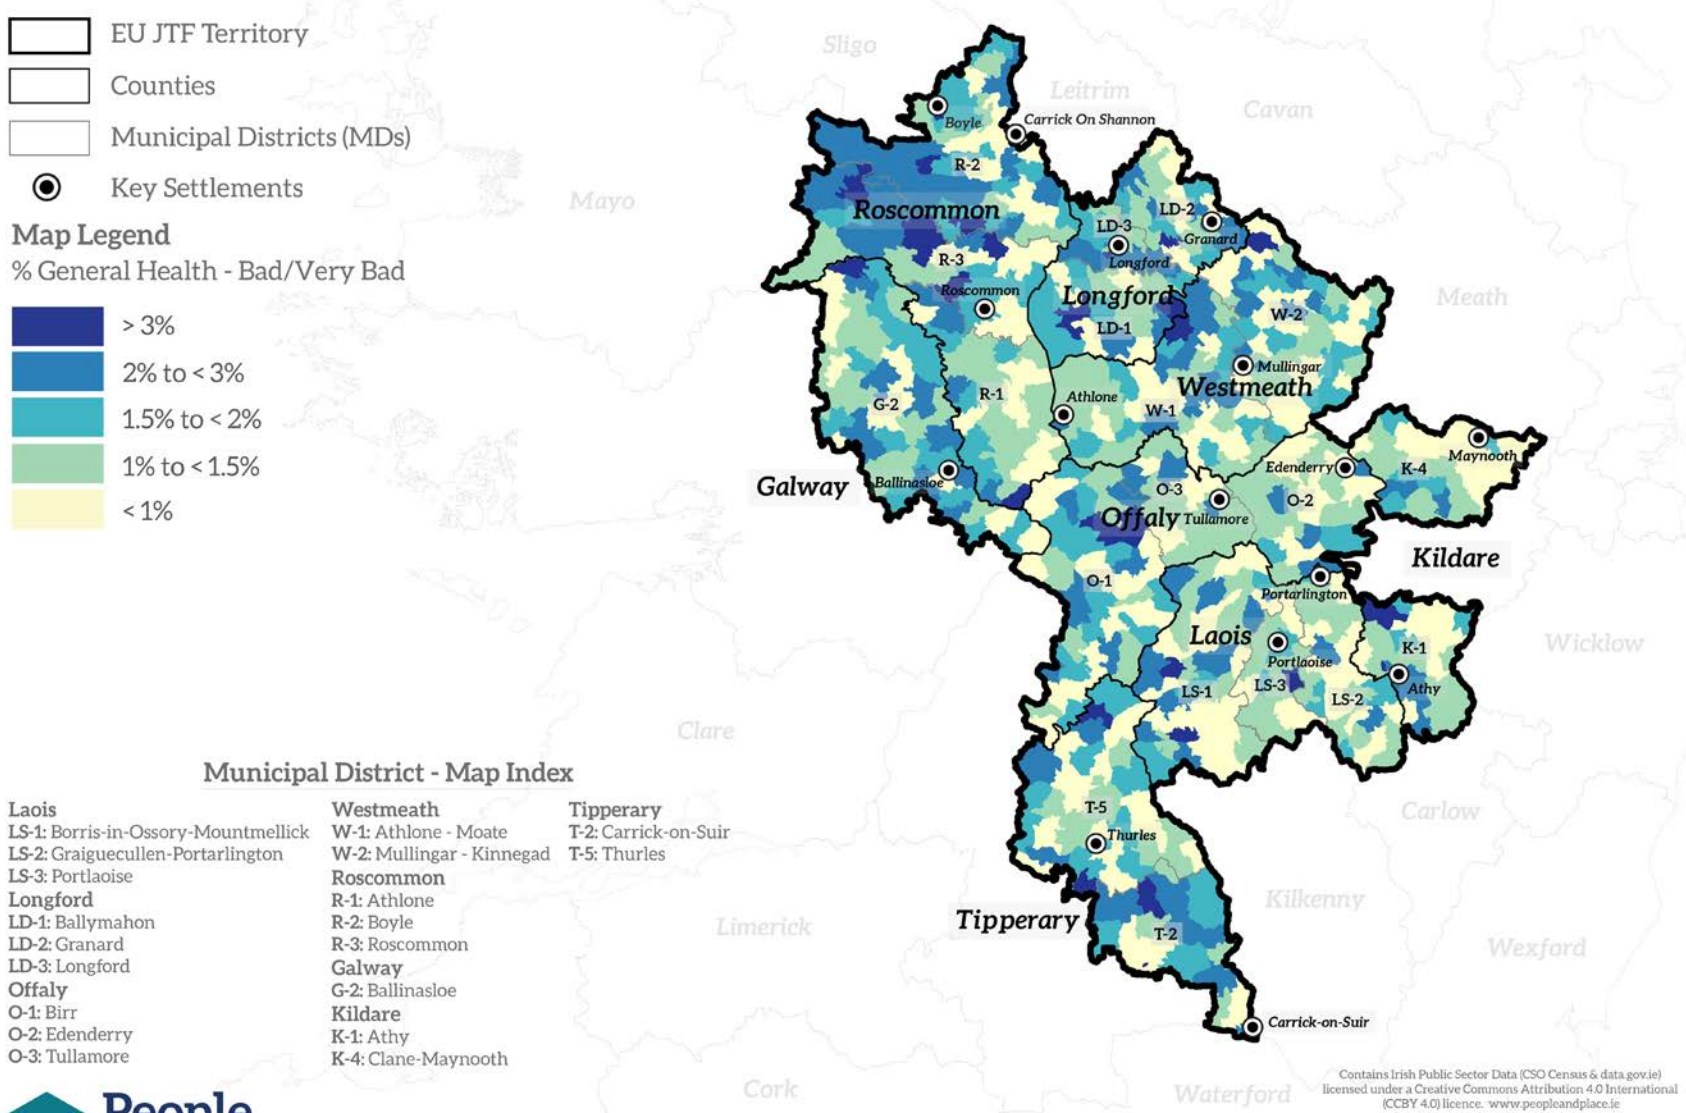 EU JTF Territory
Counties
Municipal Districts (MDs)
Key Settlements
Map Legend
% General Health - Bad/Very Bad
> 3%
2% to < 3%
1.5% to < 2%
1% to < 1.5%
< 1%
Sligo
Leitrim
Cavan
Mayo
Meath
Wicklow
Clare
Carlow
Limerick
Kilkenny
Wexford
Cork
Waterford
Boyle
Carrick On Shannon
R-2
Roscommon
LD-2
LD-3
Granard
Longford
R-3
Roscommon
Longford
LD-1
W-2
Mullingar
Westmeath
G-2
R-1
Athlone
W-1
Galway
Ballinasloe
Edenderry
Maynooth
K-4
O-3
O-2
Offaly
Tullamore
Kildare
O-1
Portarlington
Laois
Portlaoise
K-1
LS-1
LS-3
LS-2
Athy
T-5
Thurles
Tipperary
T-2
Carrick-on-Suir
Municipal District - Map Index
Laois
LS-1: Borris-in-Ossory-Mountmellick
LS-2: Graiguecullen-Portarlington
LS-3: Portlaoise
Longford
LD-1: Ballymahon
LD-2: Granard
LD-3: Longford
Offaly
O-1: Birr
O-2: Edenderry
O-3: Tullamore
Westmeath
W-1: Athlone - Moate
W-2: Mullingar - Kinnegad
Roscommon
R-1: Athlone
R-2: Boyle
R-3: Roscommon
Galway
G-2: Ballinasloe
Kildare
K-1: Athy
K-4: Clane-Maynooth
Tipperary
T-2: Carrick-on-Suir
T-5: Thurles
People
Contains Irish Public Sector Data (CSO Census & data.gov.ie)
licensed under a Creative Commons Attribution 4.0 International
(CCBY 4.0) licence. www.peopleandplace.ie